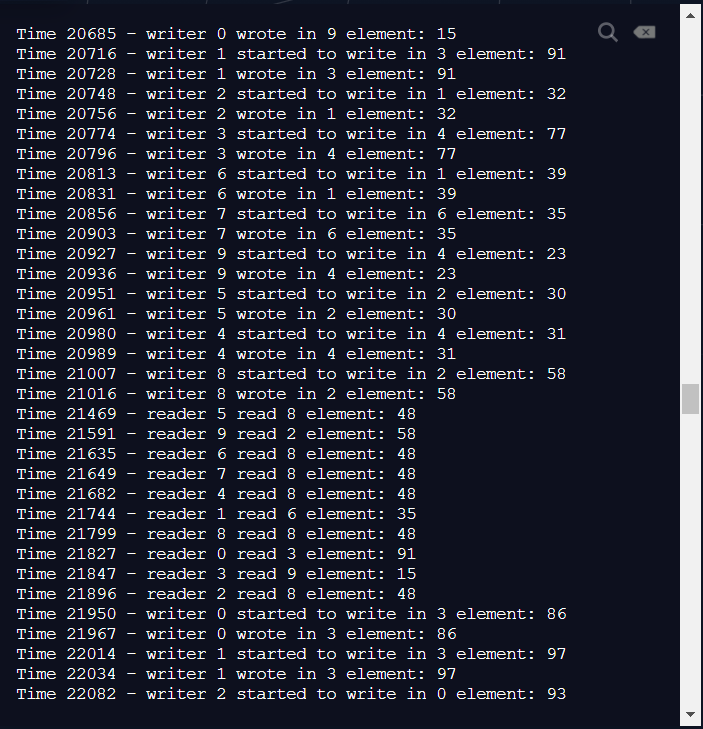 Time 20685 - writer 0 wrote in 9 element: 15
Time 20716 - writer 1 started to write in 3 element: 91
Time 20728 - writer 1 wrote in 3 element: 91
Time 20748 - writer 2 started to write in 1 element: 32
Time 20756 - writer 2 wrote in 1 element: 32
Time 20774 - writer 3 started to write in 4 element: 77
Time 20796 - writer 3 wrote in 4 element: 77
Time 20813 - writer 6 started to write in 1 element: 39
Time 20831 - writer 6 wrote in 1 element: 39
Time 20856 - writer 7 started to write in 6 element: 35
Time 20903 - writer 7 wrote in 6 element: 35
Time 20927 - writer 9 started to write in 4 element: 23
Time 20936 - writer 9 wrote in 4 element: 23
Time 20951 - writer 5 started to write in 2 element: 30
Time 20961 - writer 5 wrote in 2 element: 30
Time 20980 - writer 4 started to write in 4 element: 31
Time 20989 - writer 4 wrote in 4 element: 31
Time 21007 - writer 8 started to write in 2 element: 58
Time 21016 - writer 8 wrote in 2 element: 58
Time 21469 - reader 5 read 8 element: 48
Time 21591 - reader 9 read 2 element: 58
Time 21635 - reader 6 read 8 element: 48
Time 21649 - reader 7 read 8 element: 48
Time 21682 - reader 4 read 8 element: 48
Time 21744 - reader 1 read 6 element: 35
Time 21799 - reader 8 read 8 element: 48
Time 21827 - reader 0 read 3 element: 91
Time 21847 - reader 3 read 9 element: 15
Time 21896 - reader 2 read 8 element: 48
Time 21950 - writer 0 started to write in 3 element: 86
Time 21967 - writer 0 wrote in 3 element: 86
Time 22014 - writer 1 started to write in 3 element: 97
Time 22034 - writer 1 wrote in 3 element: 97
Time 22082 - writer 2 started to write in 0 element: 93